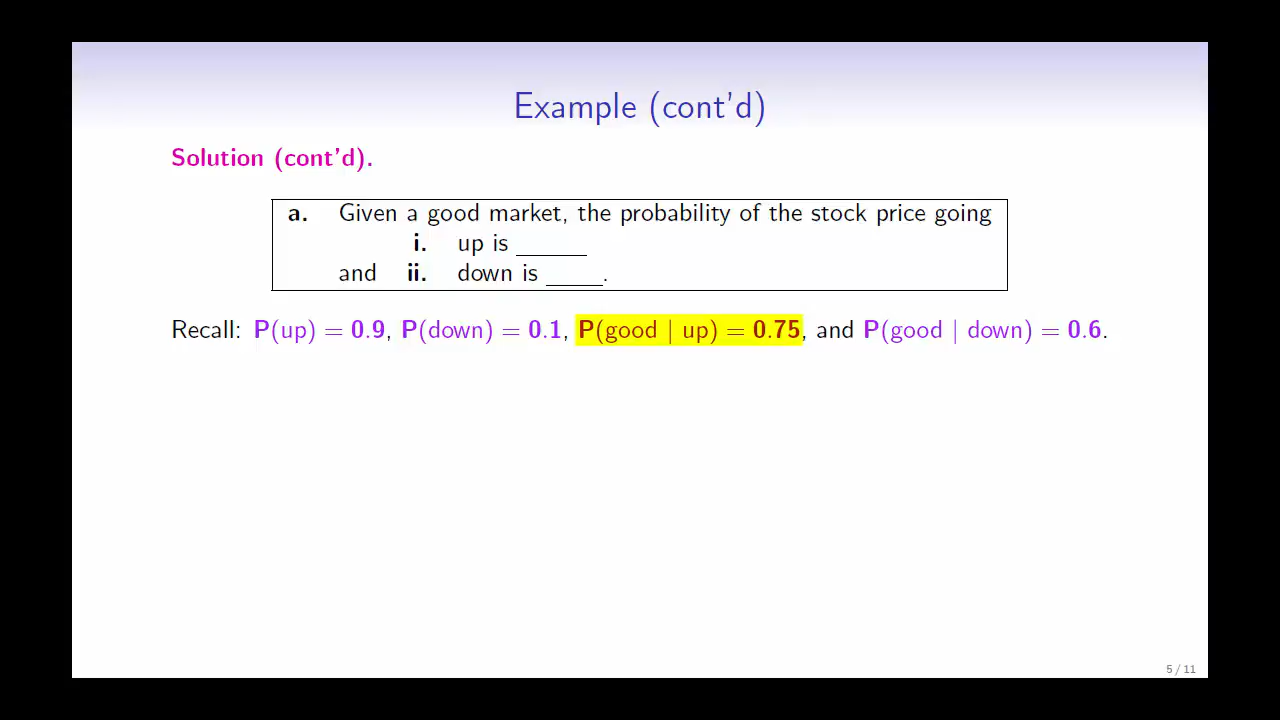 Example (cont'd)
Solution (cont'd).
a. Given a good market, the probability of the stock price going
i. up is ______
and ii. down is _____.
Recall: P(up) = 0.9, P(down) = 0.1, P(good | up) = 0.75, and P(good | down) = 0.6.
5 / 11